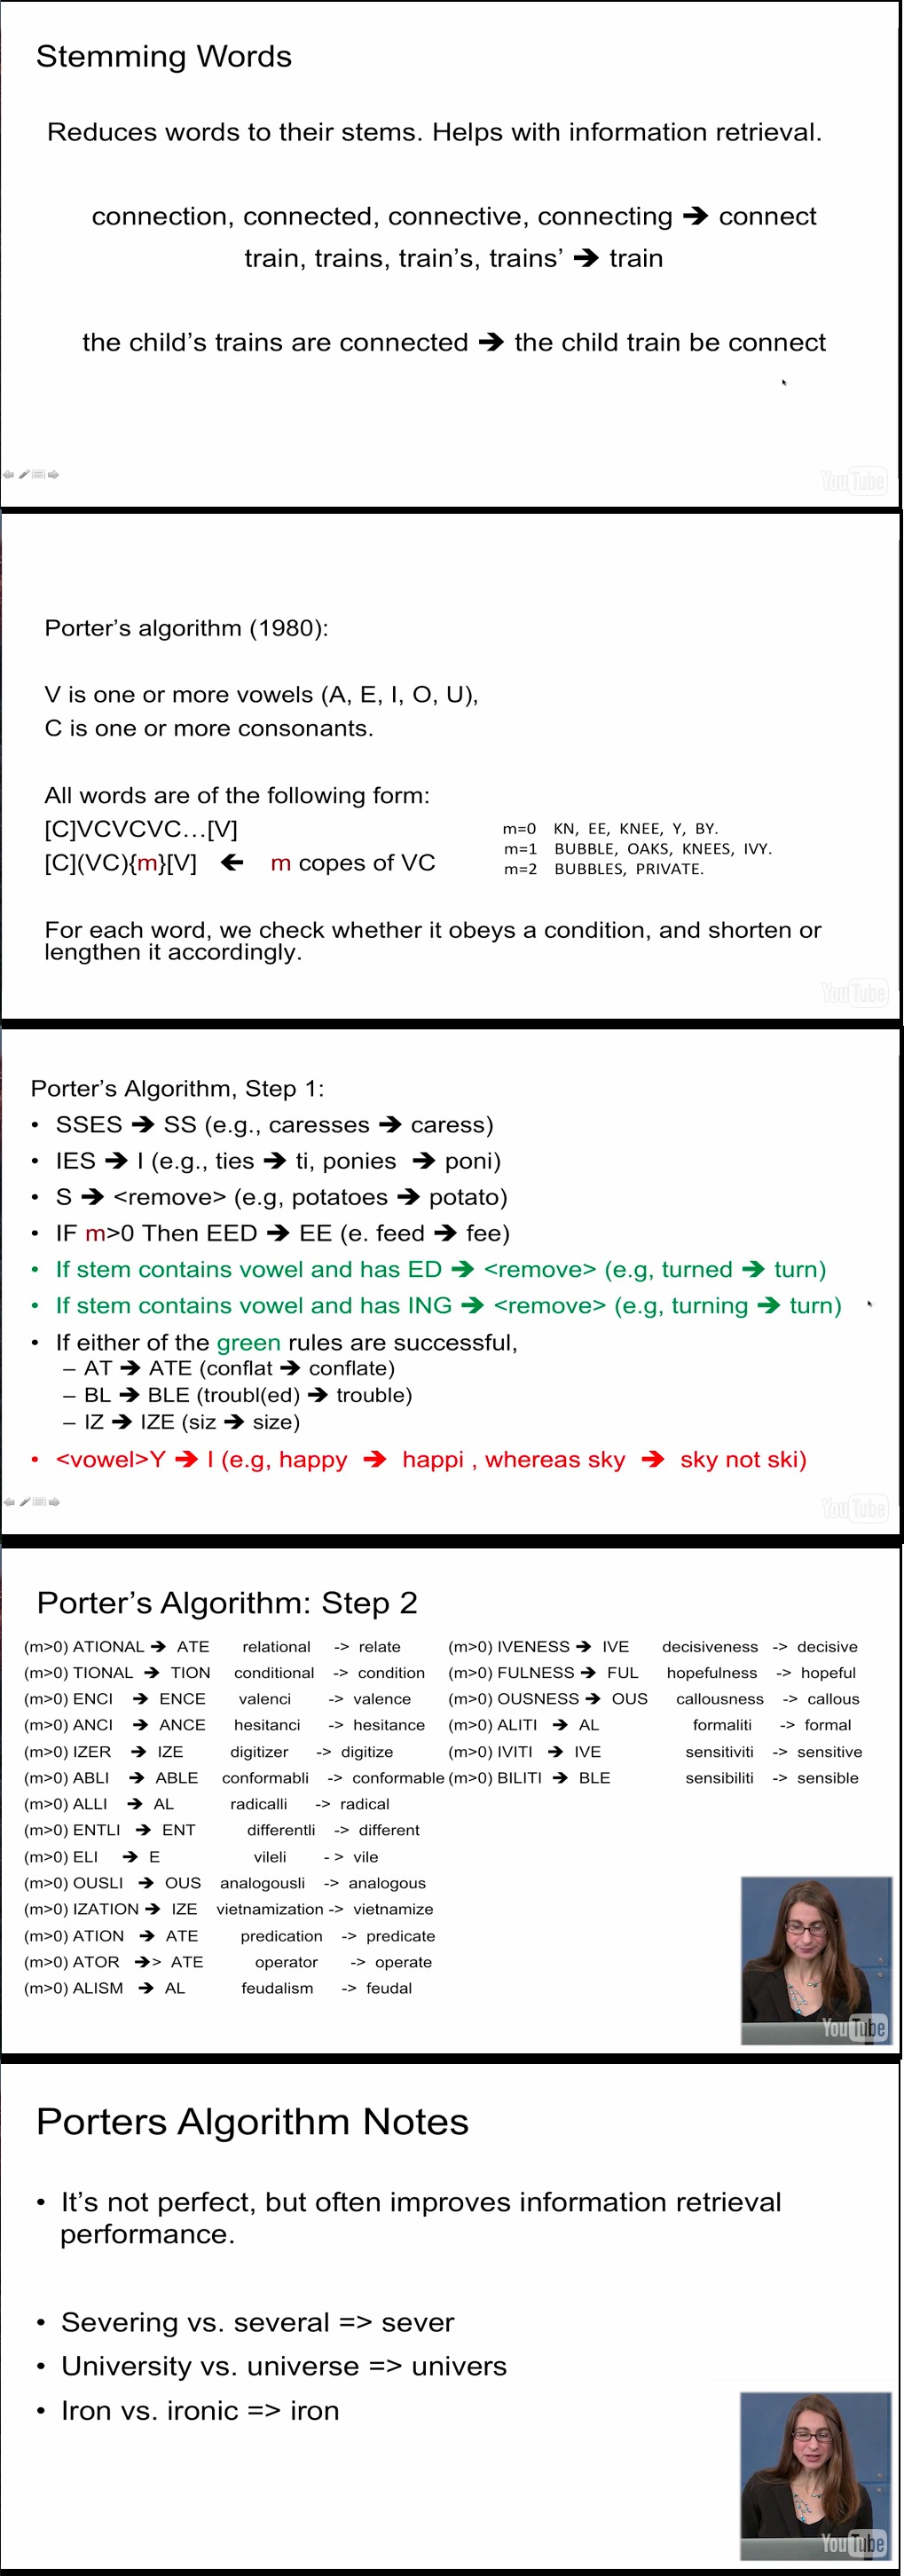 Stemming Words
Reduces words to their stems. Helps with information retrieval.
connection, connected, connective, connecting ➔ connect
train, trains, train's, trains' ➔ train
the child's trains are connected ➔ the child train be connect
YouTube
Porter's algorithm (1980):
V is one or more vowels (A, E, I, O, U),
C is one or more consonants.
All words are of the following form:
[C]VCVCVC…[V]
[C](VC){m}[V] ← m copes of VC
m=0 KN, EE, KNEE, Y, BY.
m=1 BUBBLE, OAKS, KNEES, IVY.
m=2 BUBBLES, PRIVATE.
For each word, we check whether it obeys a condition, and shorten or
lengthen it accordingly.
YouTube
Porter's Algorithm, Step 1:
• SSES ➔ SS (e.g., caresses ➔ caress)
• IES ➔ I (e.g., ties ➔ ti, ponies ➔ poni)
• S ➔ <remove> (e.g, potatoes ➔ potato)
• IF m>0 Then EED ➔ EE (e. feed ➔ fee)
• If stem contains vowel and has ED ➔ <remove> (e.g, turned ➔ turn)
• If stem contains vowel and has ING ➔ <remove> (e.g, turning ➔ turn)
• If either of the green rules are successful,
– AT ➔ ATE (conflat ➔ conflate)
– BL ➔ BLE (troubl(ed) ➔ trouble)
– IZ ➔ IZE (siz ➔ size)
• <vowel>Y ➔ I (e.g, happy ➔ happi , whereas sky ➔ sky not ski)
YouTube
Porter's Algorithm: Step 2
(m>0) ATIONAL ➔ ATE relational -> relate
(m>0) TIONAL ➔ TION conditional -> condition
(m>0) ENCI ➔ ENCE valenci -> valence
(m>0) ANCI ➔ ANCE hesitanci -> hesitance
(m>0) IZER ➔ IZE digitizer -> digitize
(m>0) ABLI ➔ ABLE conformabli -> conformable
(m>0) ALLI ➔ AL radicalli -> radical
(m>0) ENTLI ➔ ENT differentli -> different
(m>0) ELI ➔ E vileli - > vile
(m>0) OUSLI ➔ OUS analogousli -> analogous
(m>0) IZATION ➔ IZE vietnamization -> vietnamize
(m>0) ATION ➔ ATE predication -> predicate
(m>0) ATOR ➔> ATE operator -> operate
(m>0) ALISM ➔ AL feudalism -> feudal
(m>0) IVENESS ➔ IVE decisiveness -> decisive
(m>0) FULNESS ➔ FUL hopefulness -> hopeful
(m>0) OUSNESS ➔ OUS callousness -> callous
(m>0) ALITI ➔ AL formaliti -> formal
(m>0) IVITI ➔ IVE sensitiviti -> sensitive
(m>0) BILITI ➔ BLE sensibiliti -> sensible
YouTube
Porters Algorithm Notes
• It's not perfect, but often improves information retrieval
performance.
• Severing vs. several => sever
• University vs. universe => univers
• Iron vs. ironic => iron
YouTube